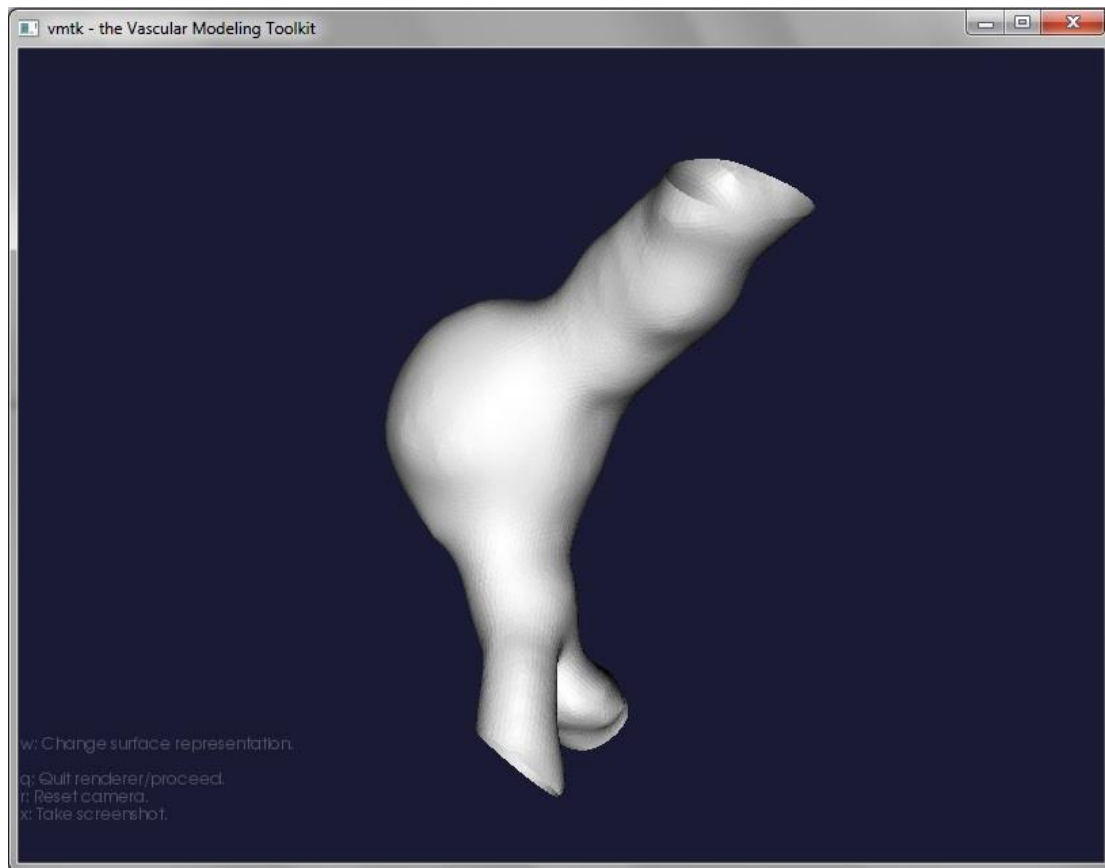 vmtk - the Vascular Modeling Toolkit
w: Change surface representation.
q: Quit renderer/proceed.
r: Reset camera.
x: Take screenshot.